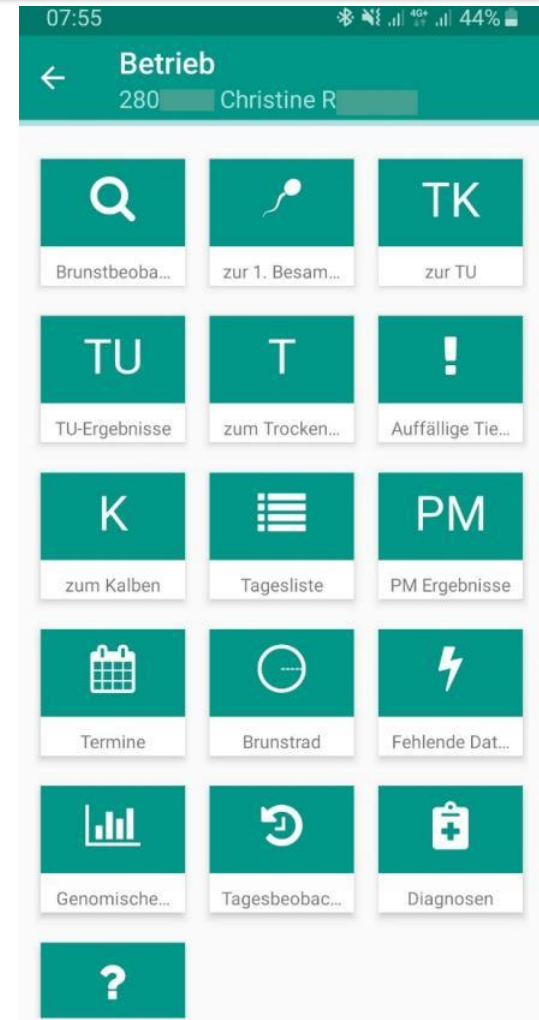 07:55 4G+ 44%
Betrieb
280 Christine R
TK
Brunstbeoba... zur 1. Besam... zur TU
TU T !
TU-Ergebnisse zum Trocken... Auffällige Tie...
K PM
zum Kalben Tagesliste PM Ergebnisse
Termine Brunstrad Fehlende Dat...
Genomische... Tagesbeobac... Diagnosen
?